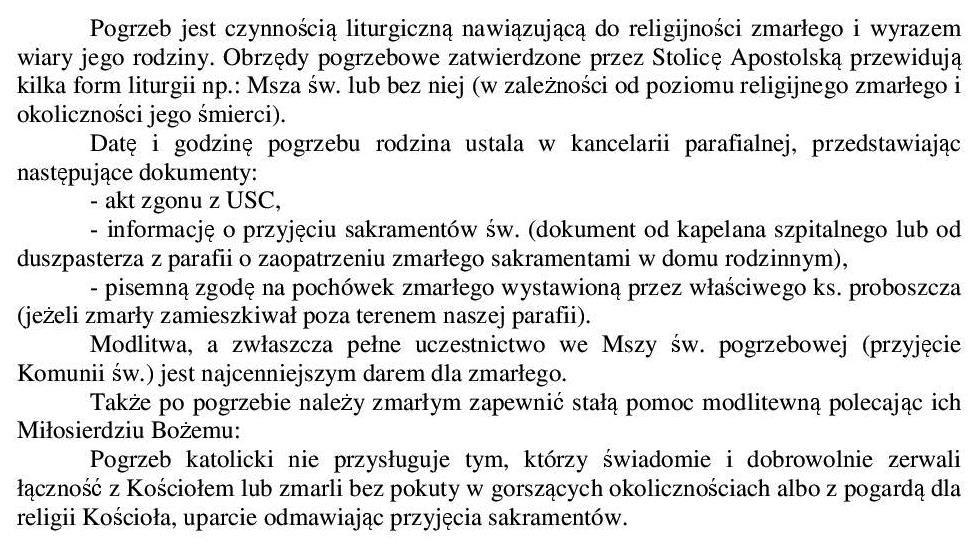 Pogrzeb jest czynnością liturgiczną nawiązującą do religijności zmarłego i wyrazem
wiary jego rodziny. Obrzędy pogrzebowe zatwierdzone przez Stolicę Apostolską przewidują
kilka form liturgii np.: Msza św. lub bez niej (w zależności od poziomu religijnego zmarłego i
okoliczności jego śmierci).
Datę i godzinę pogrzebu rodzina ustala w kancelarii parafialnej, przedstawiając
następujące dokumenty:
- akt zgonu z USC,
- informację o przyjęciu sakramentów św. (dokument od kapelana szpitalnego lub od
duszpasterza z parafii o zaopatrzeniu zmarłego sakramentami w domu rodzinnym),
- pisemną zgodę na pochówek zmarłego wystawioną przez właściwego ks. proboszcza
(jeżeli zmarły zamieszkiwał poza terenem naszej parafii).
Modlitwa, a zwłaszcza pełne uczestnictwo we Mszy św. pogrzebowej (przyjęcie
Komunii św.) jest najcenniejszym darem dla zmarłego.
Także po pogrzebie należy zmarłym zapewnić stałą pomoc modlitewną polecając ich
Miłosierdziu Bożemu:
Pogrzeb katolicki nie przysługuje tym, którzy świadomie i dobrowolnie zerwali
łączność z Kościołem lub zmarli bez pokuty w gorszących okolicznościach albo z pogardą dla
religii Kościoła, uparcie odmawiając przyjęcia sakramentów.